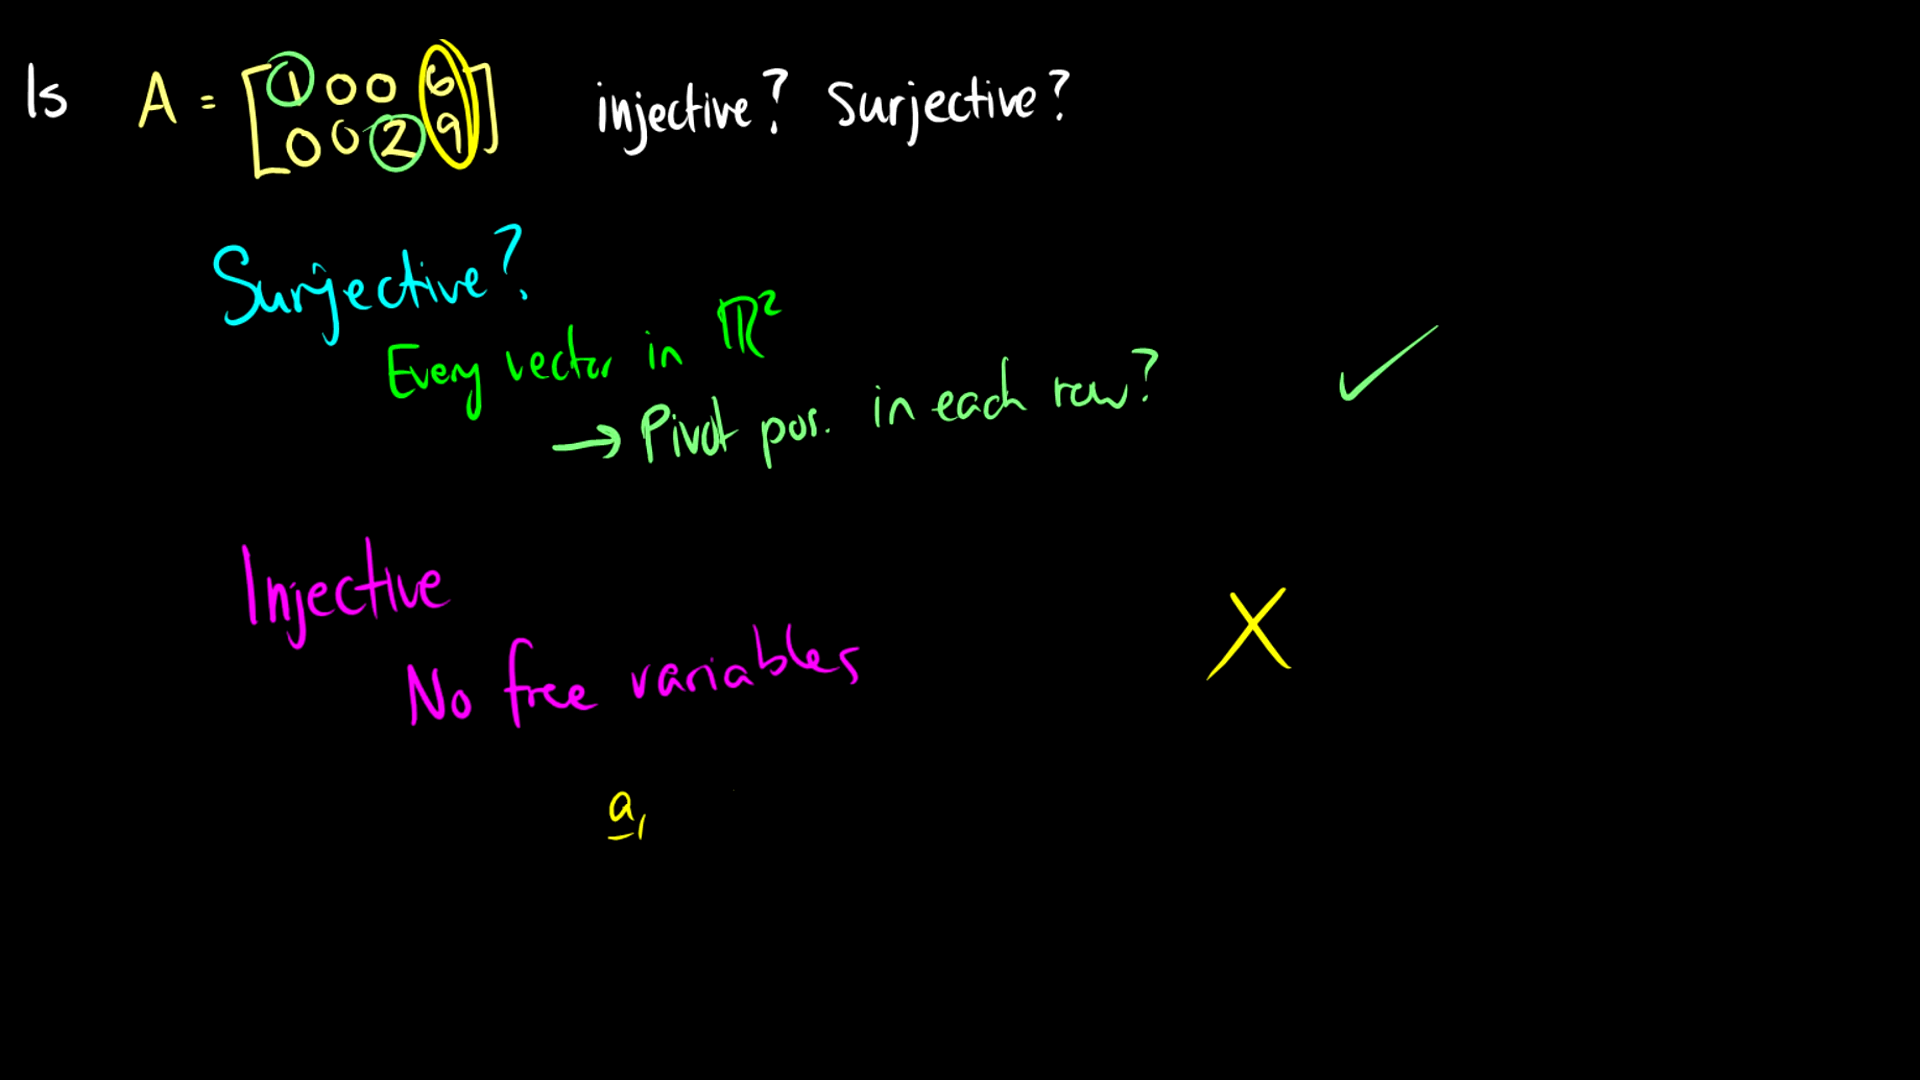 Is A = [1 0 0 6 injective? Surjective?
0 0 2 9]
Surjective?
Every vector in ℝ²
→ Pivot pos. in each row? ✓
Injective
No free variables X
a₁